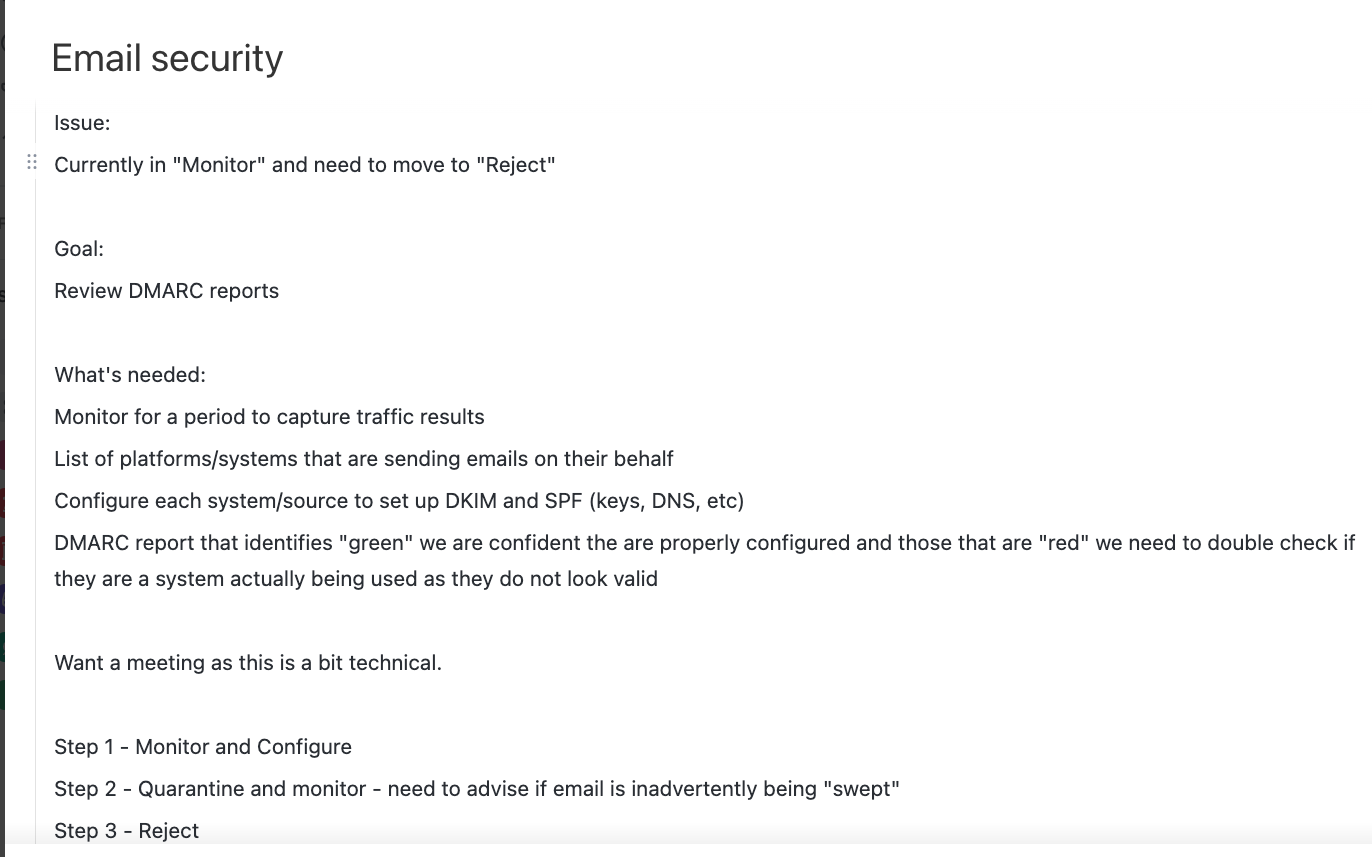 Email security
Issue:
Currently in "Monitor" and need to move to "Reject"
Goal:
Review DMARC reports
What's needed:
Monitor for a period to capture traffic results
List of platforms/systems that are sending emails on their behalf
Configure each system/source to set up DKIM and SPF (keys, DNS, etc)
DMARC report that identifies "green" we are confident the are properly configured and those that are "red" we need to double check if
they are a system actually being used as they do not look valid
Want a meeting as this is a bit technical.
Step 1 - Monitor and Configure
Step 2 - Quarantine and monitor - need to advise if email is inadvertently being "swept"
Step 3 - Reject